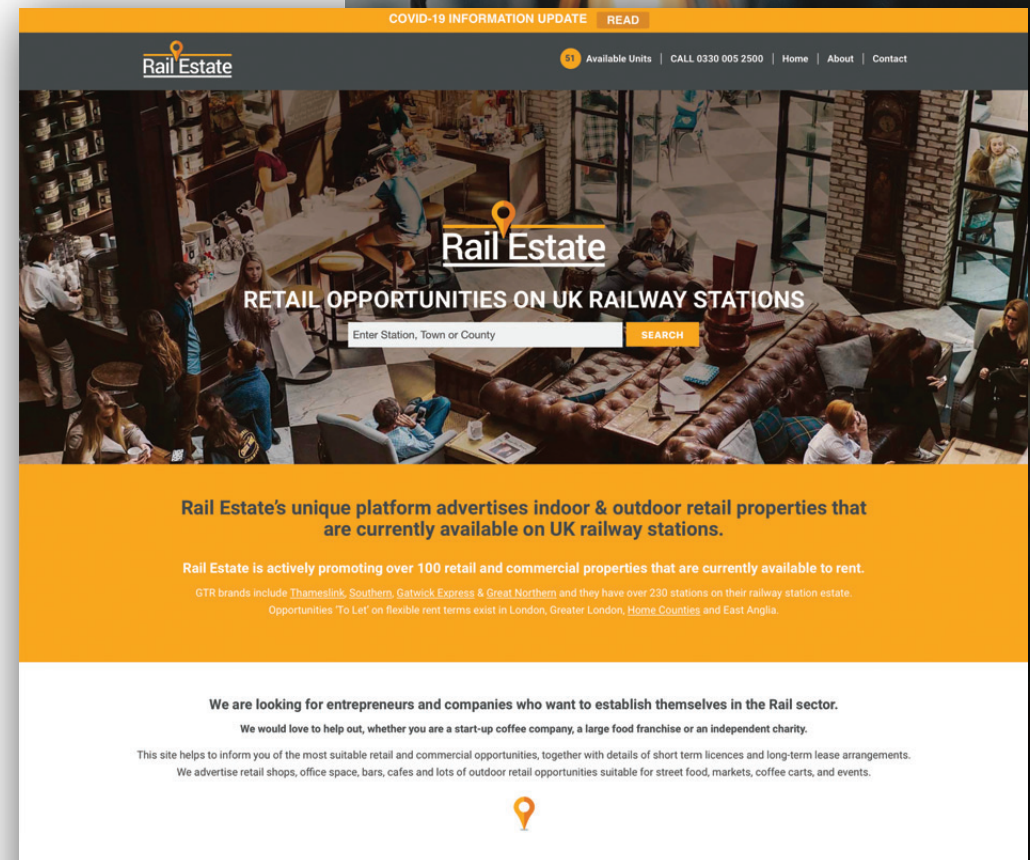 COVID-19 INFORMATION UPDATE READ
Rail Estate
51 Available Units | CALL 0330 005 2500 | Home | About | Contact
Rail Estate
RETAIL OPPORTUNITIES ON UK RAILWAY STATIONS
Enter Station, Town or County SEARCH
Rail Estate's unique platform advertises indoor & outdoor retail properties that
are currently available on UK railway stations.
Rail Estate is actively promoting over 100 retail and commercial properties that are currently available to rent.
GTR brands include Thameslink, Southern, Gatwick Express & Great Northern and they have over 230 stations on their railway station estate.
Opportunities 'To Let' on flexible rent terms exist in London, Greater London, Home Counties and East Anglia.
We are looking for entrepreneurs and companies who want to establish themselves in the Rail sector.
We would love to help out, whether you are a start-up coffee company, a large food franchise or an independent charity.
This site helps to inform you of the most suitable retail and commercial opportunities, together with details of short term licences and long-term lease arrangements.
We advertise retail shops, office space, bars, cafes and lots of outdoor retail opportunities suitable for street food, markets, coffee carts, and events.